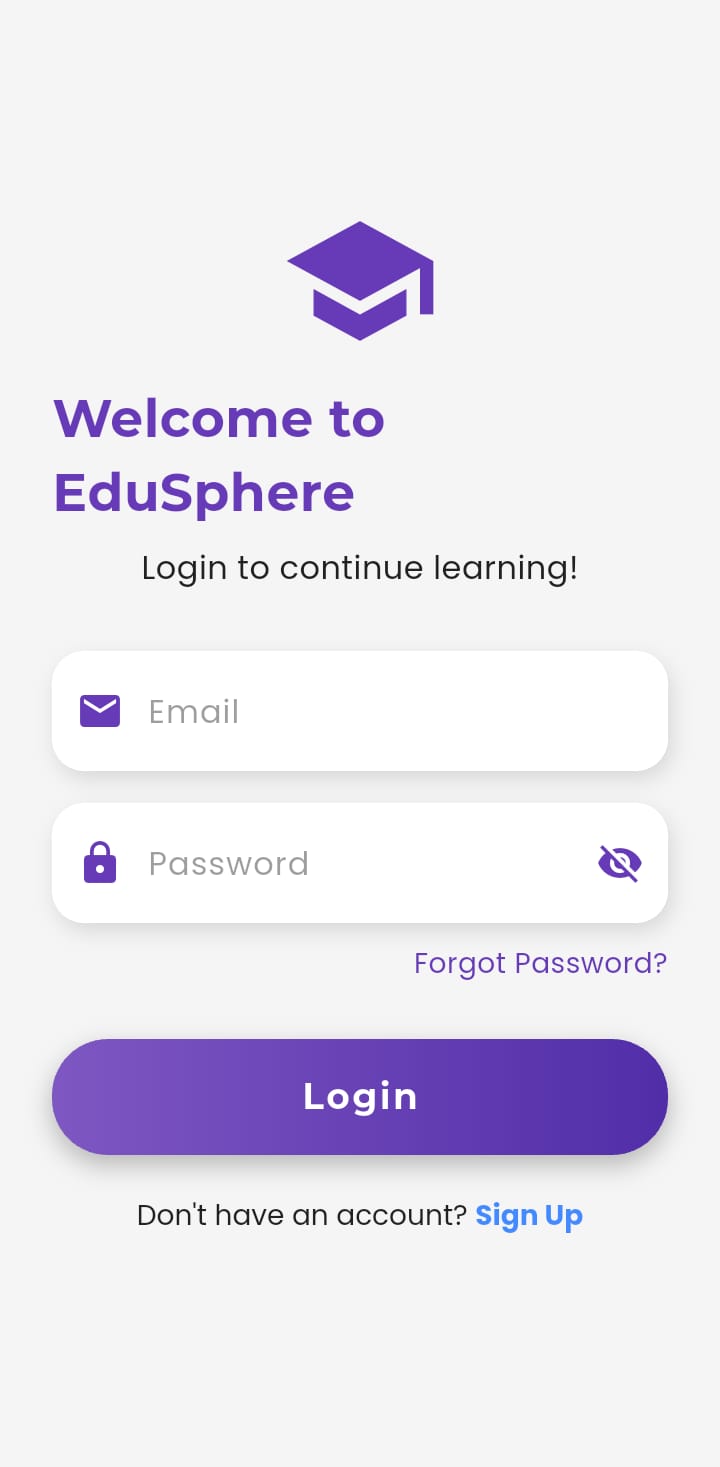 Welcome to
EduSphere
Login to continue learning!
Email
Password
Forgot Password?
Login
Don't have an account? Sign Up